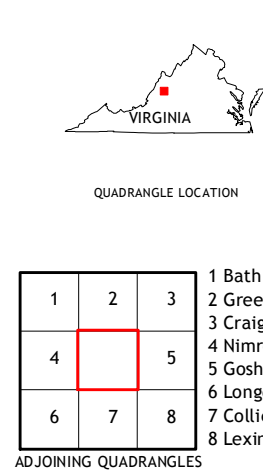 VIRGINIA
QUADRANGLE LOCATION
1 2 3
4 5
6 7 8
1 Bath
2 Gree
3 Craig
4 Nimr
5 Gosh
6 Long
7 Collie
8 Lexin
ADJOINING QUADRANGLES